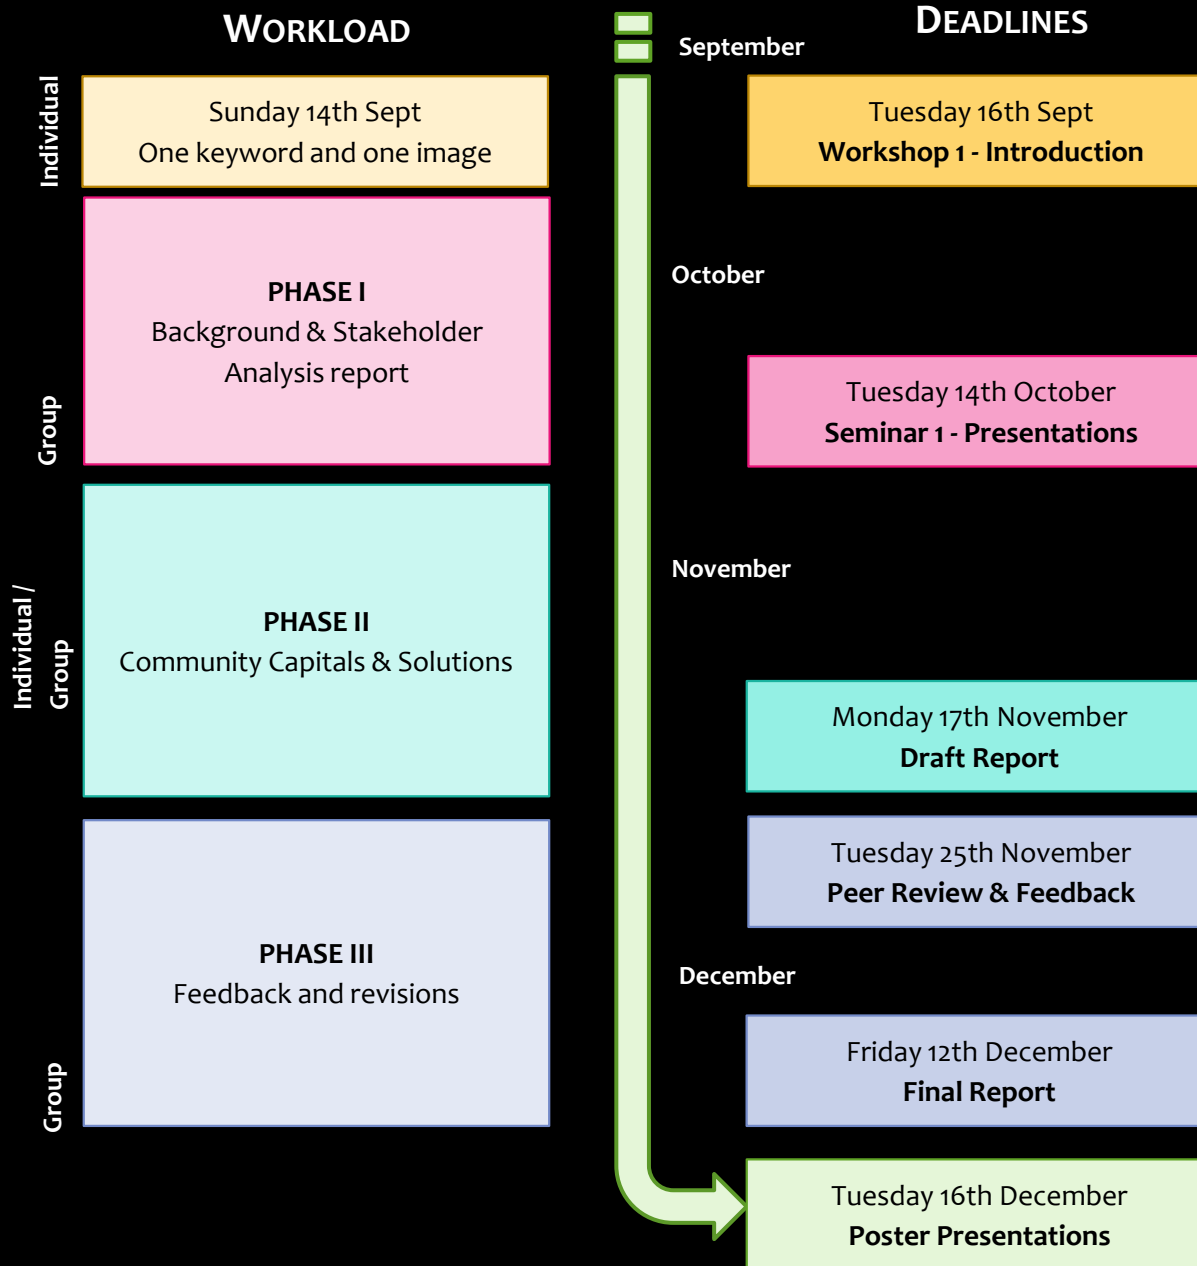 WORKLOAD
Individual
Sunday 14th Sept
One keyword and one image
Group
PHASE I
Background & Stakeholder
Analysis report
Individual /
Group
PHASE II
Community Capitals & Solutions
Group
PHASE III
Feedback and revisions
DEADLINES
September
Tuesday 16th Sept
Workshop 1 - Introduction
October
Tuesday 14th October
Seminar 1 - Presentations
November
Monday 17th November
Draft Report
Tuesday 25th November
Peer Review & Feedback
December
Friday 12th December
Final Report
Tuesday 16th December
Poster Presentations